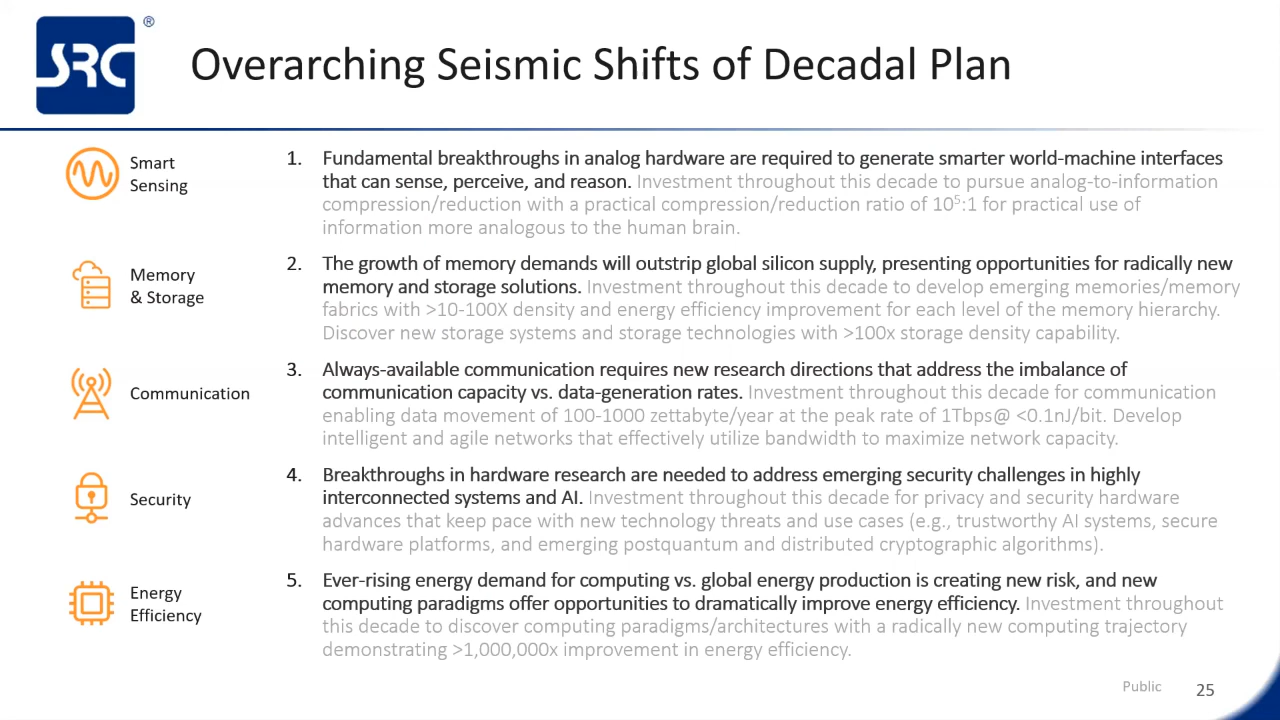 SRC®
Overarching Seismic Shifts of Decadal Plan
Smart
Sensing
1. Fundamental breakthroughs in analog hardware are required to generate smarter world-machine interfaces
that can sense, perceive, and reason. Investment throughout this decade to pursue analog-to-information
compression/reduction with a practical compression/reduction ratio of 10⁵:1 for practical use of
information more analogous to the human brain.
Memory
& Storage
2. The growth of memory demands will outstrip global silicon supply, presenting opportunities for radically new
memory and storage solutions. Investment throughout this decade to develop emerging memories/memory
fabrics with >10-100X density and energy efficiency improvement for each level of the memory hierarchy.
Discover new storage systems and storage technologies with >100x storage density capability.
Communication
3. Always-available communication requires new research directions that address the imbalance of
communication capacity vs. data-generation rates. Investment throughout this decade for communication
enabling data movement of 100-1000 zettabyte/year at the peak rate of 1Tbps@ <0.1nJ/bit. Develop
intelligent and agile networks that effectively utilize bandwidth to maximize network capacity.
Security
4. Breakthroughs in hardware research are needed to address emerging security challenges in highly
interconnected systems and AI. Investment throughout this decade for privacy and security hardware
advances that keep pace with new technology threats and use cases (e.g., trustworthy AI systems, secure
hardware platforms, and emerging postquantum and distributed cryptographic algorithms).
Energy
Efficiency
5. Ever-rising energy demand for computing vs. global energy production is creating new risk, and new
computing paradigms offer opportunities to dramatically improve energy efficiency. Investment throughout
this decade to discover computing paradigms/architectures with a radically new computing trajectory
demonstrating >1,000,000x improvement in energy efficiency.
Public 25